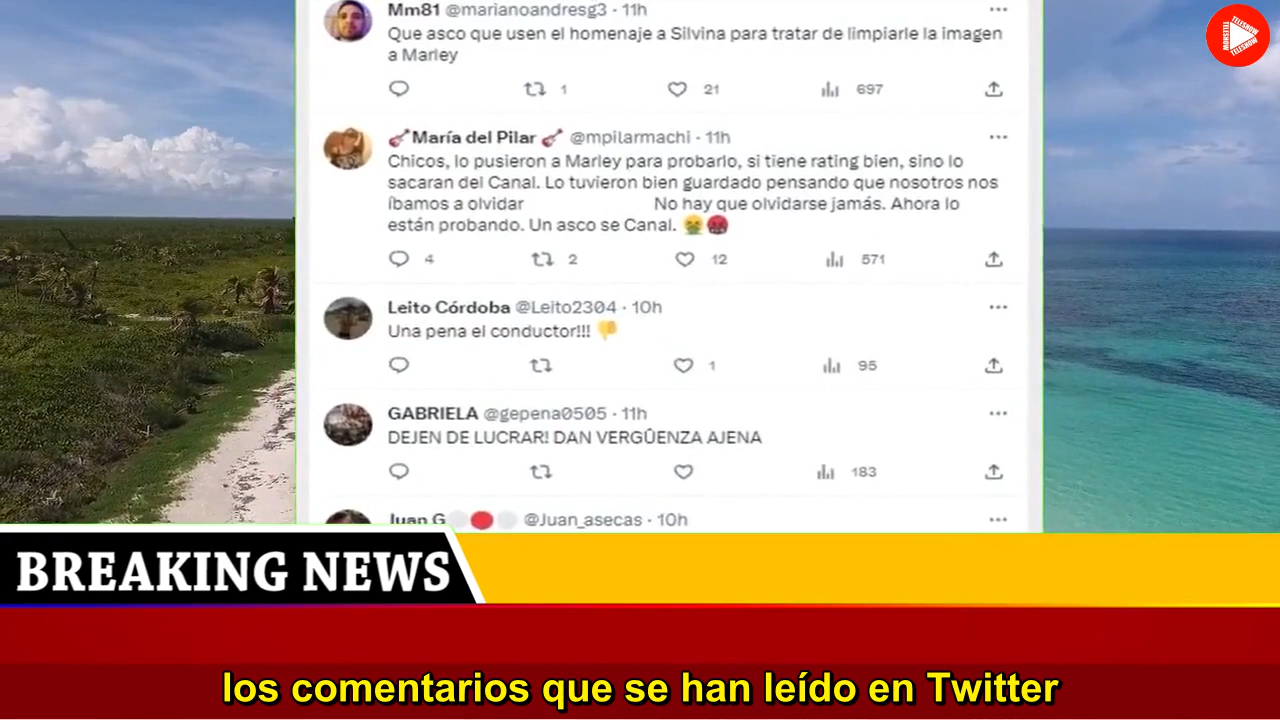 Mm81 @marianoandresg3 · 11h
Que asco que usen el homenaje a Silvina para tratar de limpiarle la imagen
a Marley
1 21 697
María del Pilar @mpilarmachi · 11h
Chicos, lo pusieron a Marley para probarlo, si tiene rating bien, sino lo
sacaran del Canal. Lo tuvieron bien guardado pensando que nosotros nos
íbamos a olvidar No hay que olvidarse jamás. Ahora lo
están probando. Un asco se Canal.
4 2 12 571
Leito Córdoba @Leito2304 · 10h
Una pena el conductor!!!
1 95
GABRIELA @gepena0505 · 11h
DEJEN DE LUCRAR! DAN VERGÜENZA AJENA
183
Juan G @Juan_asecas · 10h
BREAKING NEWS
los comentarios que se han leído en Twitter
TELESHOW
MONSTER
TELESHOW